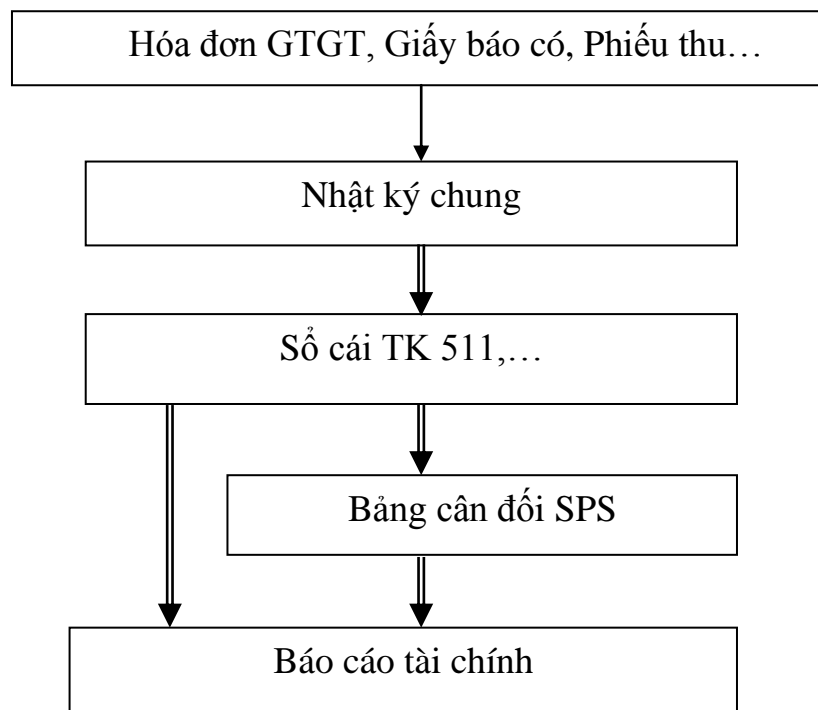 Hóa đơn GTGT, Giấy báo có, Phiếu thu…
Nhật ký chung
Sổ cái TK 511,…
Bảng cân đối SPS
Báo cáo tài chính